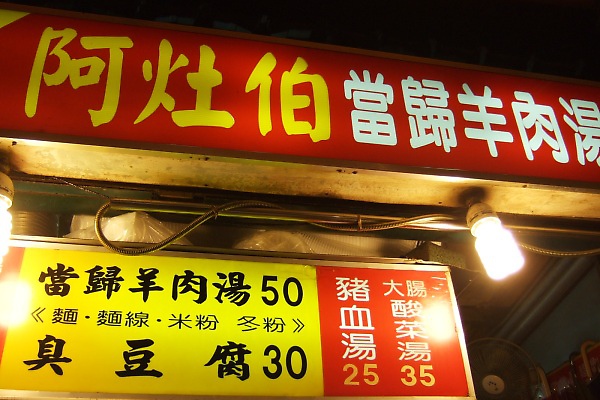 阿灶伯 當歸羊肉湯
當歸羊肉湯50
《麵·麵線·米粉 冬粉》
臭豆腐30
豬血湯
25
大腸
酸菜湯
35